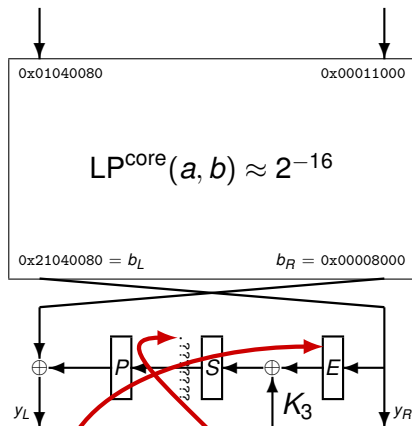 0x01040080 0x00011000
LP^core(a, b) ≈ 2^−16
0x21040080 = b_L b_R = 0x00008000
⊕ P S ⊕ E
y_L K_3 y_R